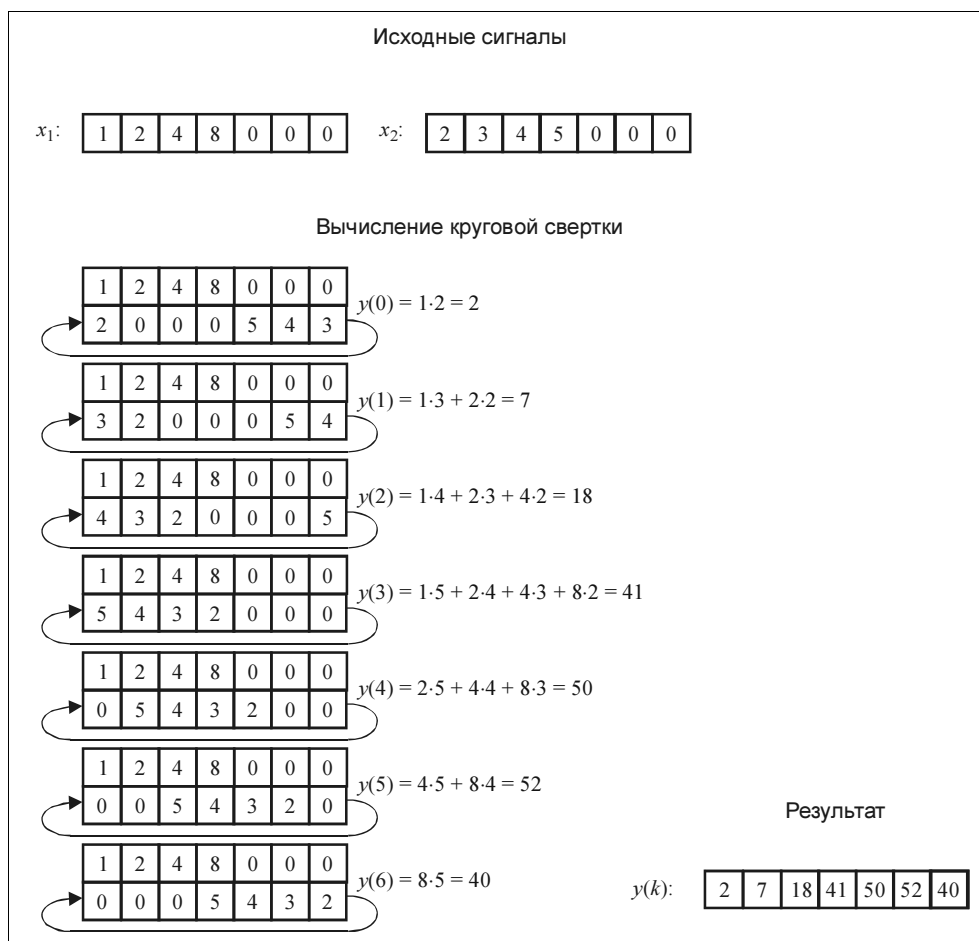 Исходные сигналы
x1: 1 2 4 8 0 0 0 x2: 2 3 4 5 0 0 0
Вычисление круговой свертки
1 2 4 8 0 0 0
2 0 0 0 5 4 3
y(0) = 1·2 = 2
1 2 4 8 0 0 0
3 2 0 0 0 5 4
y(1) = 1·3 + 2·2 = 7
1 2 4 8 0 0 0
4 3 2 0 0 0 5
y(2) = 1·4 + 2·3 + 4·2 = 18
1 2 4 8 0 0 0
5 4 3 2 0 0 0
y(3) = 1·5 + 2·4 + 4·3 + 8·2 = 41
1 2 4 8 0 0 0
0 5 4 3 2 0 0
y(4) = 2·5 + 4·4 + 8·3 = 50
1 2 4 8 0 0 0
0 0 5 4 3 2 0
y(5) = 4·5 + 8·4 = 52
1 2 4 8 0 0 0
0 0 0 5 4 3 2
y(6) = 8·5 = 40
Результат
y(k): 2 7 18 41 50 52 40